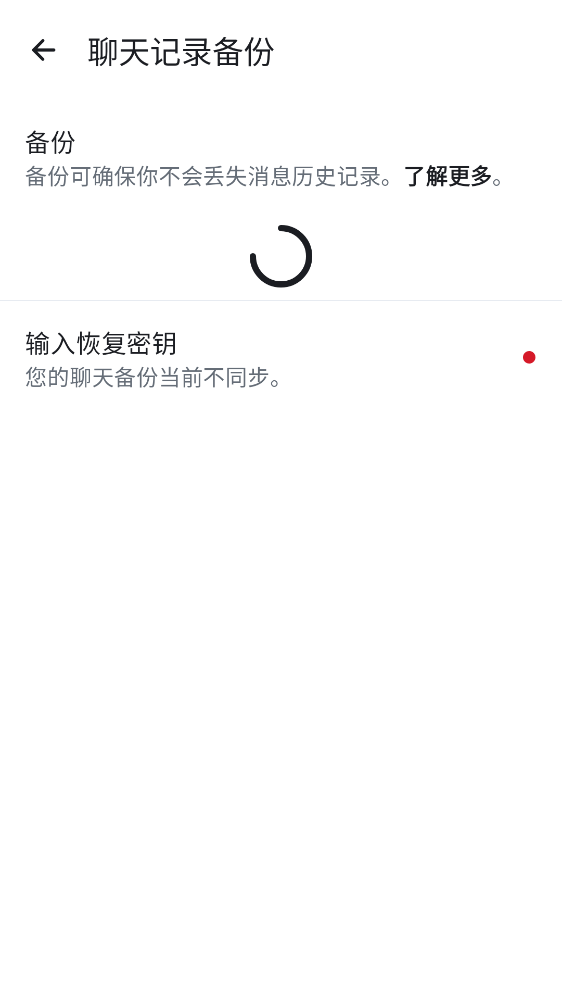 聊天记录备份
备份
备份可确保你不会丢失消息历史记录。了解更多。
输入恢复密钥
您的聊天备份当前不同步。